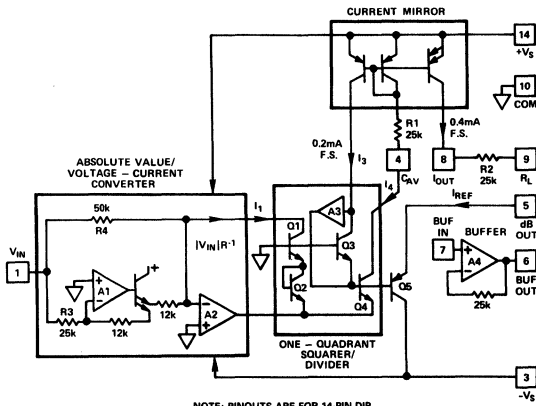 CURRENT MIRROR
14
+VS
10
COM
R1
25k
0.2mA
F.S.
0.4mA
F.S.
I3
4
CAV
8
IOUT
R2
25k
9
RL
ABSOLUTE VALUE/
VOLTAGE – CURRENT
CONVERTER
I4
IREF
5
dB
OUT
50k
R4
I1
|VIN|R-1
A3
Q1
Q3
Q2
Q4
Q5
VIN
1
A1
+
R3
25k
12k
12k
A2
BUF
IN
7
BUFFER
A4
6
BUF
OUT
25k
ONE – QUADRANT
SQUARER/
DIVIDER
3
-VS
NOTE: PINOUTS ARE FOR 14-PIN DIP.